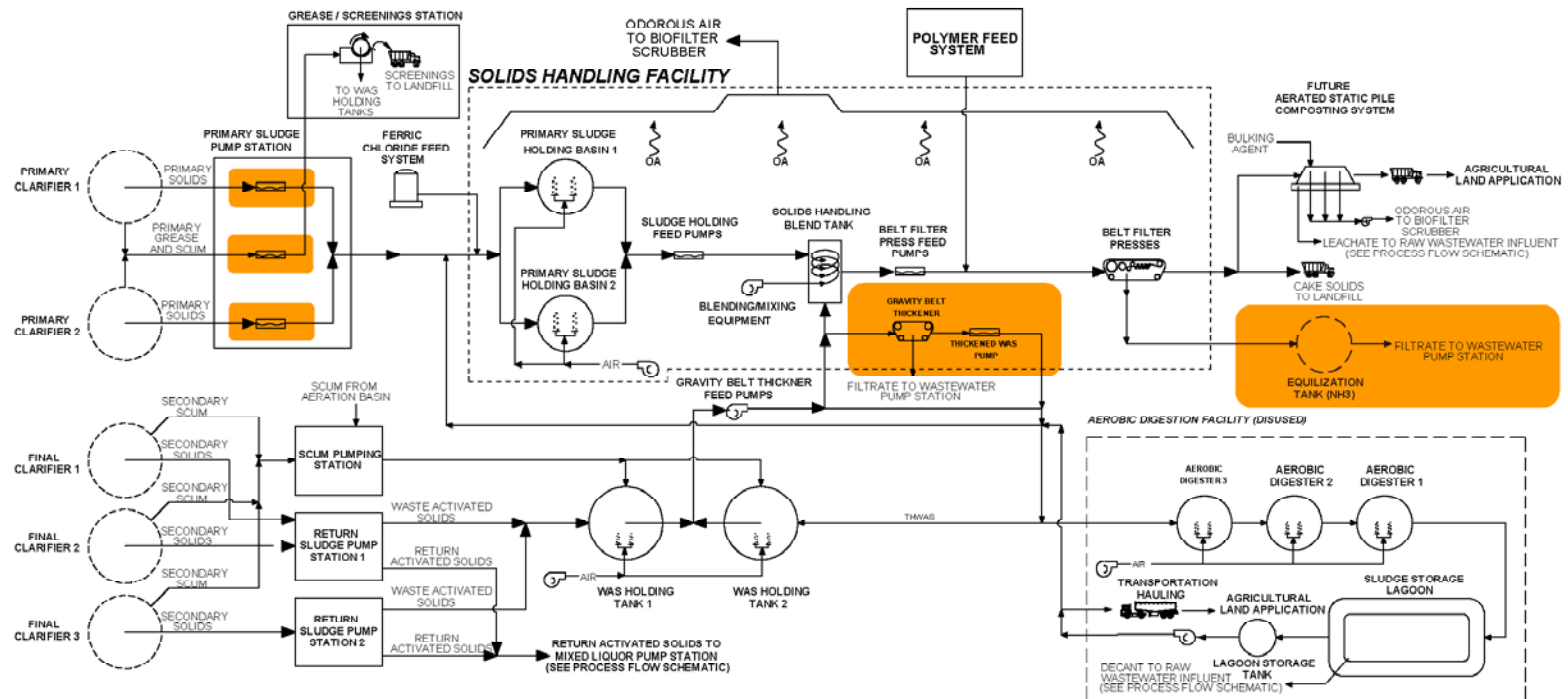 GREASE / SCREENINGS STATION
SCREENINGS
TO LANDFILL
TO WAS
HOLDING
TANKS
ODOROUS AIR
TO BIOFILTER
SCRUBBER
POLYMER FEED
SYSTEM
SOLIDS HANDLING FACILITY
FUTURE
AERATED STATIC PILE
COMPOSTING SYSTEM
PRIMARY SLUDGE
PUMP STATION
FERRIC
CHLORIDE FEED
SYSTEM
PRIMARY SLUDGE
HOLDING BASIN 1
OA
OA
OA
OA
BULKING
AGENT
AGRICULTURAL
LAND APPLICATION
PRIMARY
CLARIFIER 1
PRIMARY
SOLIDS
PRIMARY
GREASE
AND SCUM
PRIMARY
SOLIDS
PRIMARY
CLARIFIER 2
SLUDGE HOLDING
FEED PUMPS
SOLIDS HANDLING
BLEND TANK
BELT FILTER
PRESS FEED
PUMPS
BELT FILTER
PRESSES
ODOROUS AIR
TO BIOFILTER
SCRUBBER
LEACHATE TO RAW WASTEWATER INFLUENT
(SEE PROCESS FLOW SCHEMATIC)
CAKE SOLIDS
TO LANDFILL
PRIMARY SLUDGE
HOLDING BASIN 2
BLENDING/MIXING
EQUIPMENT
GRAVITY BELT
THICKENER
THICKENED WAS
PUMP
FILTRATE TO WASTEWATER
PUMP STATION
EQUILIZATION
TANK (NH3)
FILTRATE TO WASTEWATER
PUMP STATION
AIR
GRAVITY BELT THICKNER
FEED PUMPS
SCUM FROM
AERATION BASIN
SECONDARY
SCUM
FINAL
CLARIFIER 1
SECONDARY
SOLIDS
SCUM PUMPING
STATION
AEROBIC DIGESTION FACILITY (DISUSED)
AEROBIC
DIGESTER 3
AEROBIC
DIGESTER 2
AEROBIC
DIGESTER 1
SECONDARY
SCUM
FINAL
CLARIFIER 2
SECONDARY
SOLIDS
RETURN
SLUDGE PUMP
STATION 1
WASTE ACTIVATED
SOLIDS
RETURN
ACTIVATED SOLIDS
THWAS
AIR
AIR
WAS HOLDING
TANK 1
WAS HOLDING
TANK 2
SECONDARY
SCUM
FINAL
CLARIFIER 3
SECONDARY
SOLIDS
RETURN
SLUDGE PUMP
STATION 2
WASTE ACTIVATED
SOLIDS
RETURN
ACTIVATED SOLIDS
RETURN ACTIVATED SOLIDS TO
MIXED LIQUOR PUMP STATION
(SEE PROCESS FLOW SCHEMATIC)
TRANSPORTATION
HAULING
AGRICULTURAL
LAND APPLICATION
SLUDGE STORAGE
LAGOON
LAGOON STORAGE
TANK
DECANT TO RAW
WASTEWATER INFLUENT
(SEE PROCESS FLOW SCHEMATIC)